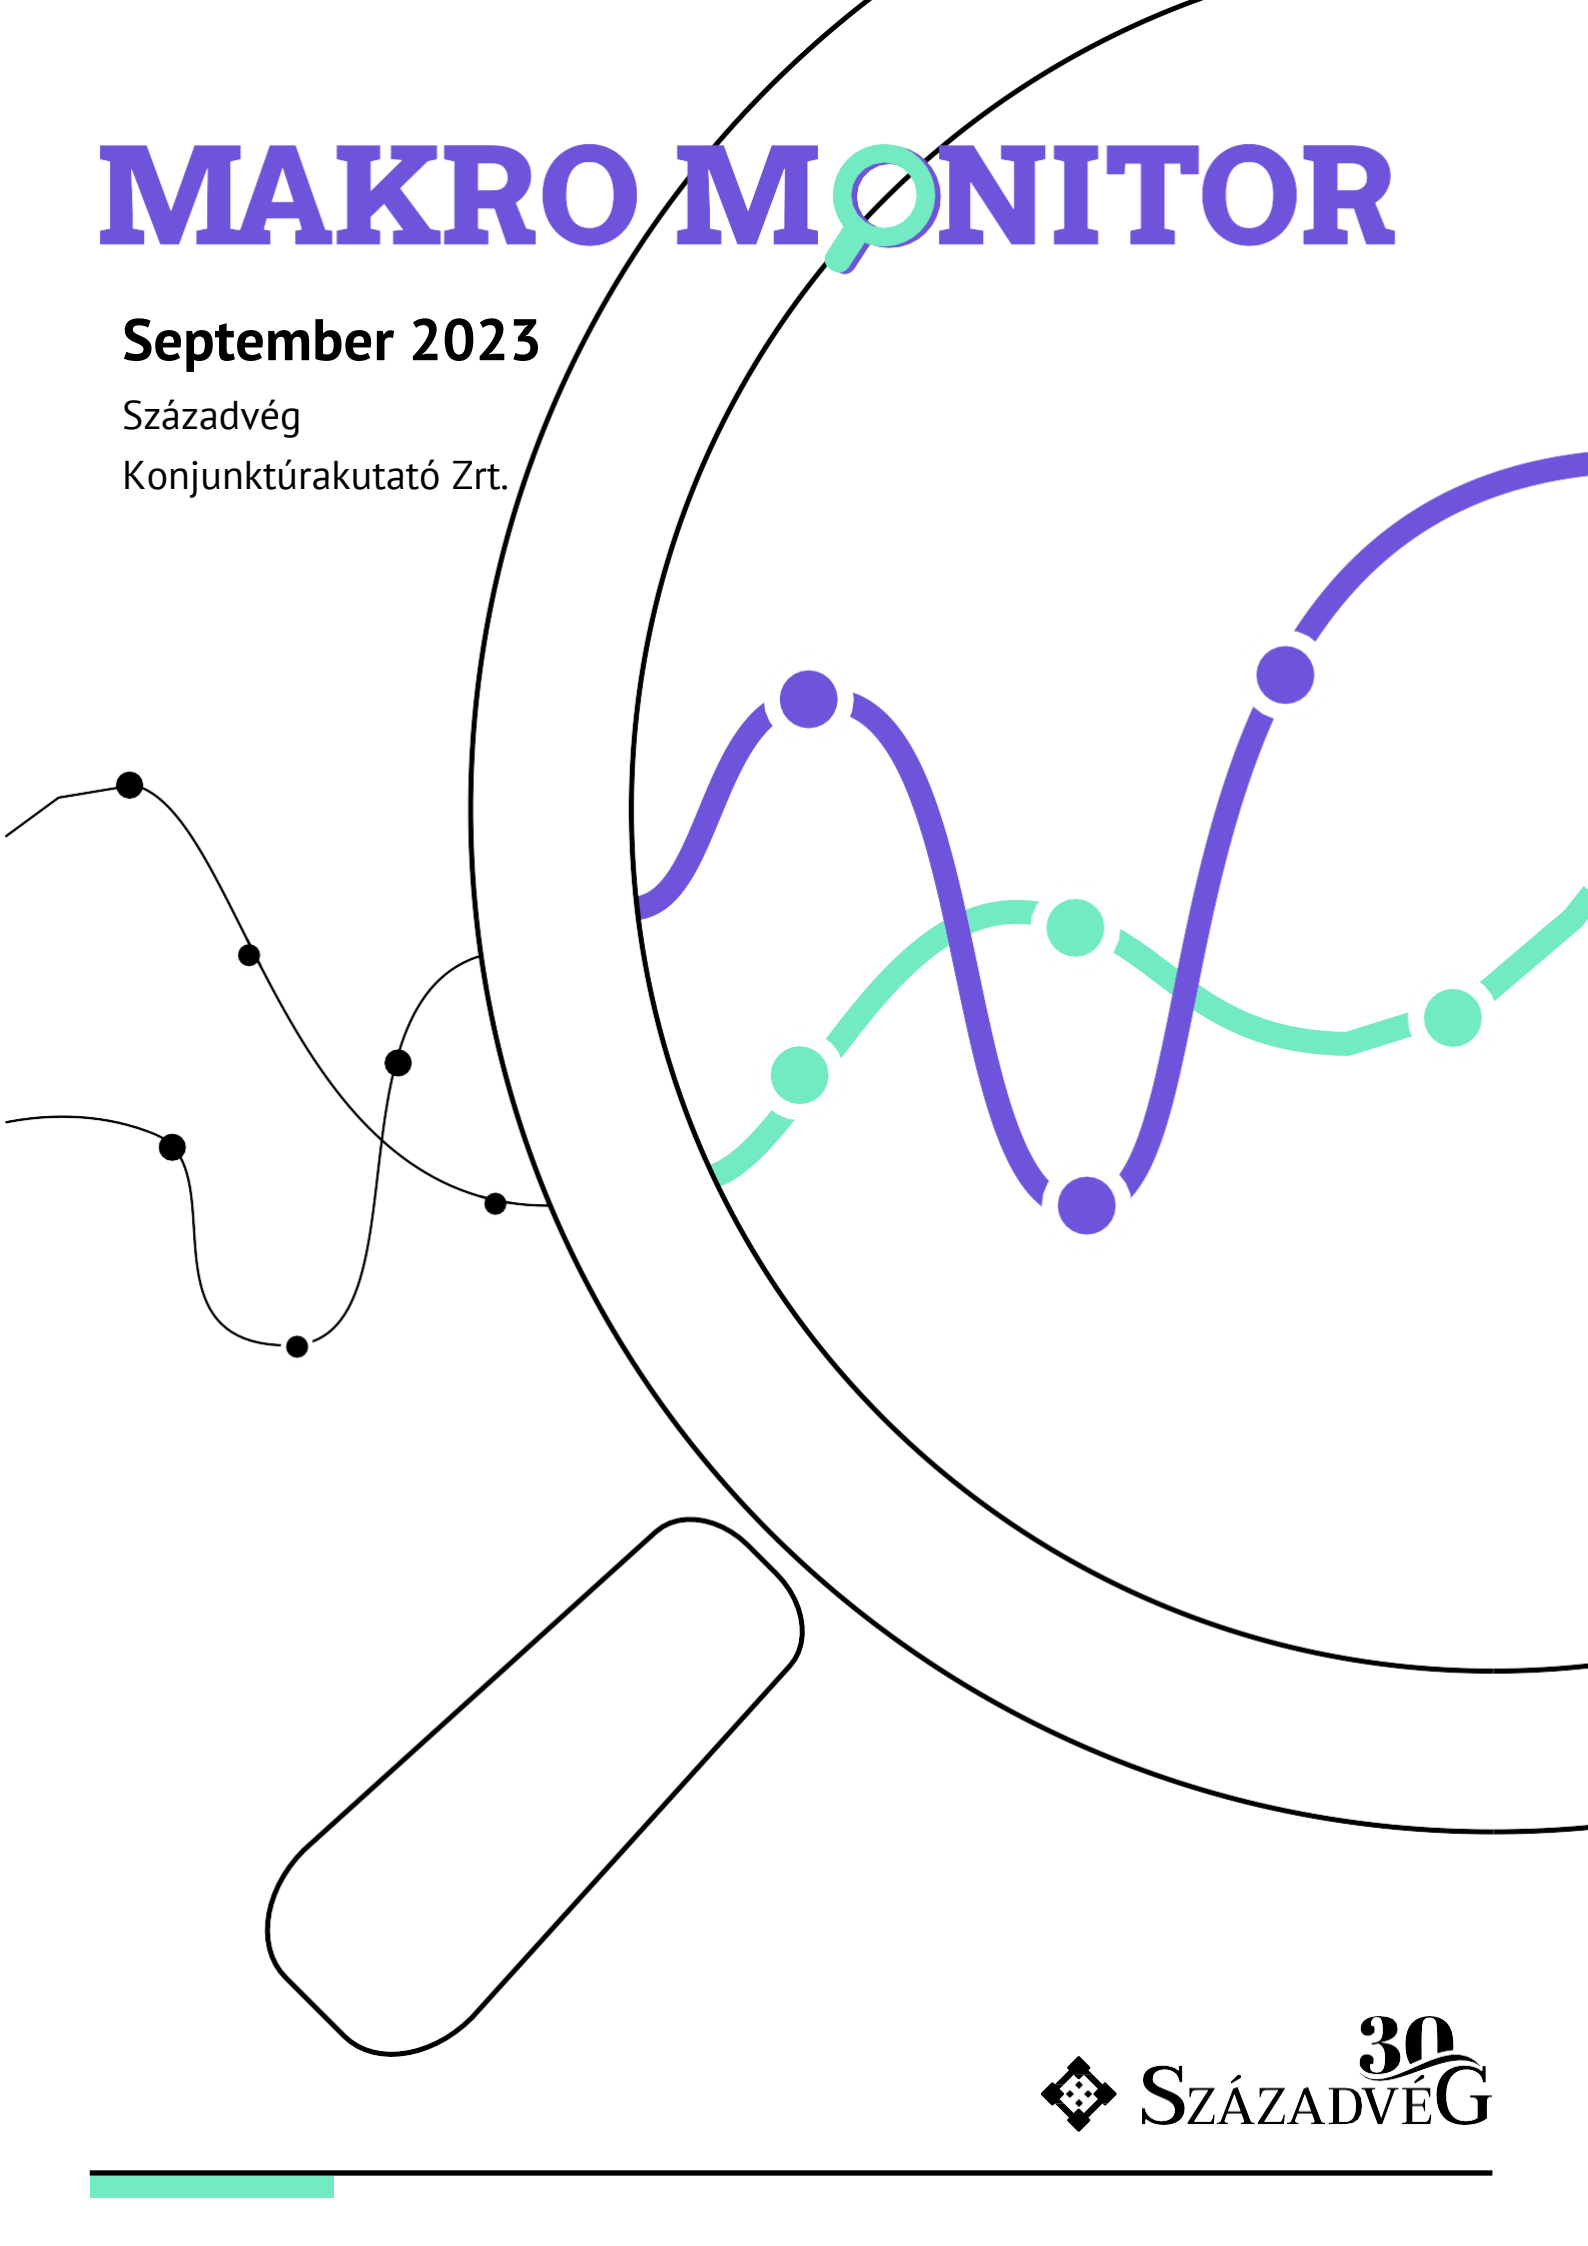 MAKRO MONITOR
September 2023
Századvég
Konjunktúrakutató Zrt.
30
SZÁZADVÉG